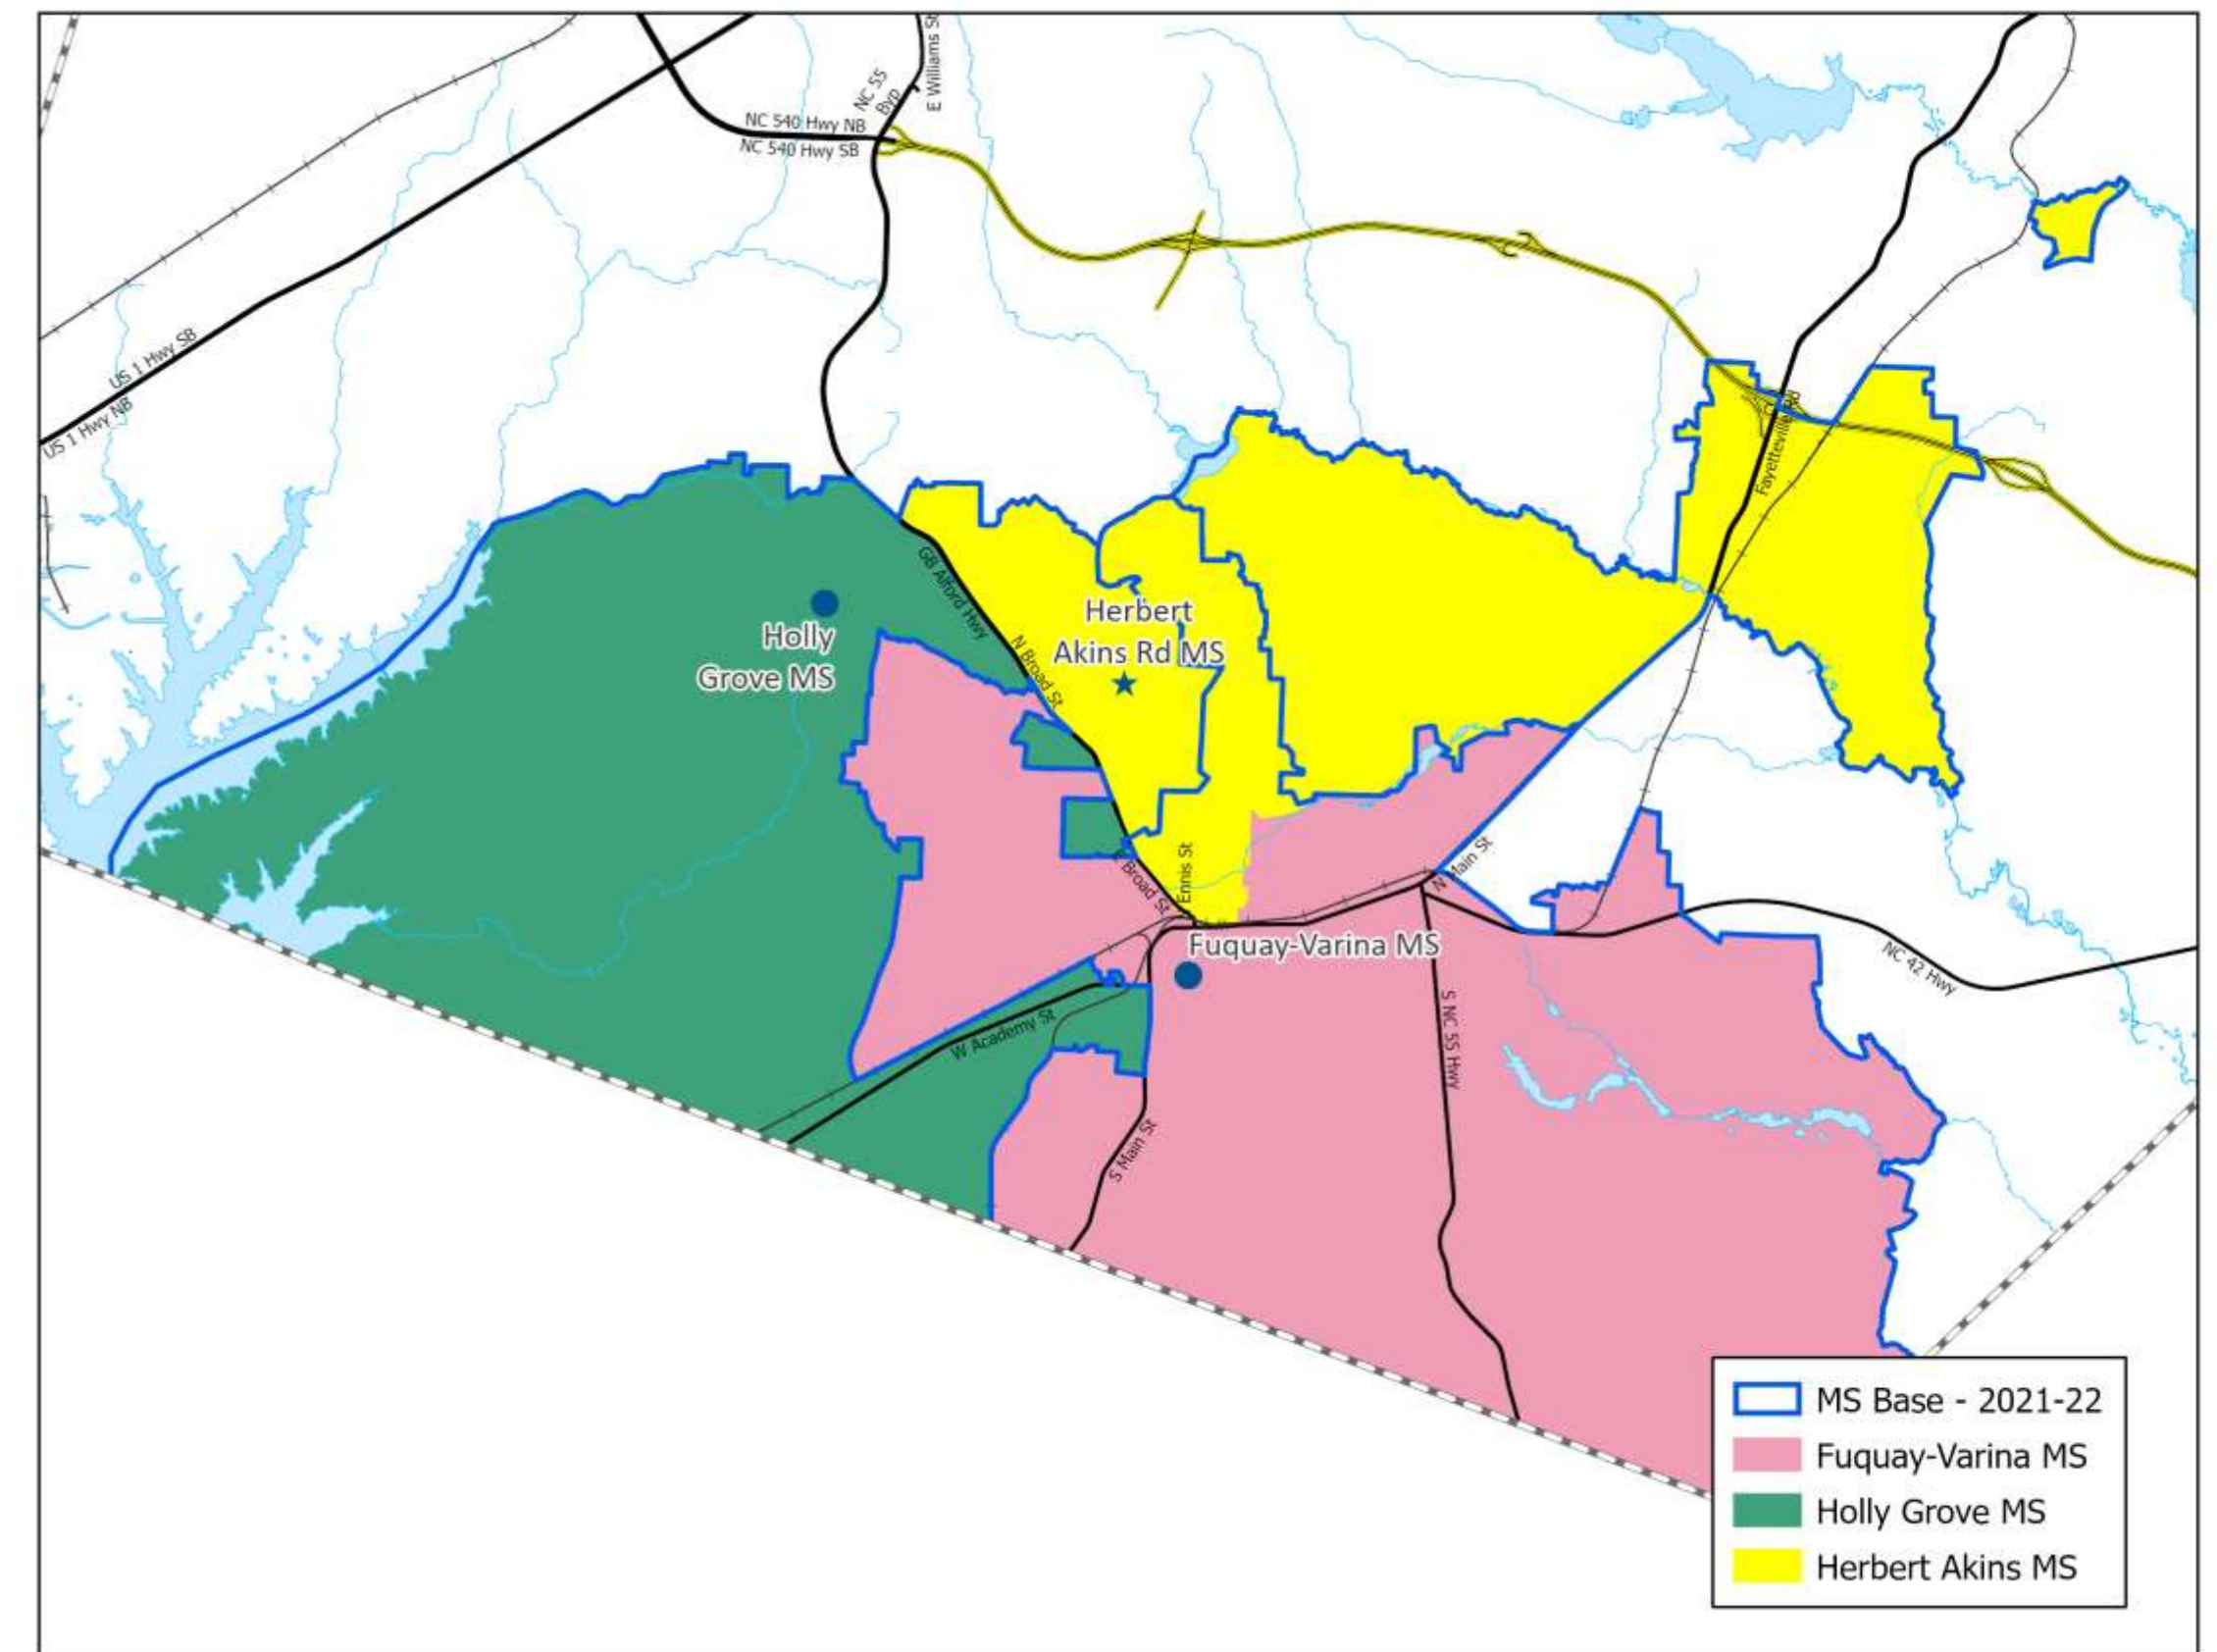 E Williams St
NC 55
Byp
NC 540 Hwy NB
NC 540 Hwy SB
US 1 Hwy SB
US 1 Hwy NB
Fayetteville Rd
GB Alford Hwy
N Broad St
Herbert
Akins Rd MS
Holly
Grove MS
E Broad St
Ennis St
N Main St
Fuquay-Varina MS
NC 42 Hwy
W Academy St
S NC 55 Hwy
S Main St
MS Base - 2021-22
Fuquay-Varina MS
Holly Grove MS
Herbert Akins MS